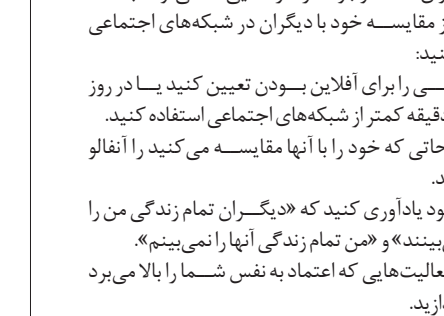 ز مقایسه خود با دیگران در شبکه‌های اجتماعی
نید:
ـی را برای آفلاین بودن تعیین کنید یا در روز
دقیقه کمتر از شبکه‌های اجتماعی استفاده کنید.
حاتی که خود را با آنها مقایسه می‌کنید را آنفالو
د.
ود یادآوری کنید که «دیگران تمام زندگی من را
‌بینند» و «من تمام زندگی آنها را نمی‌بینم».
عالیت‌هایی که اعتماد به نفس شما را بالا می‌برد
ازید.